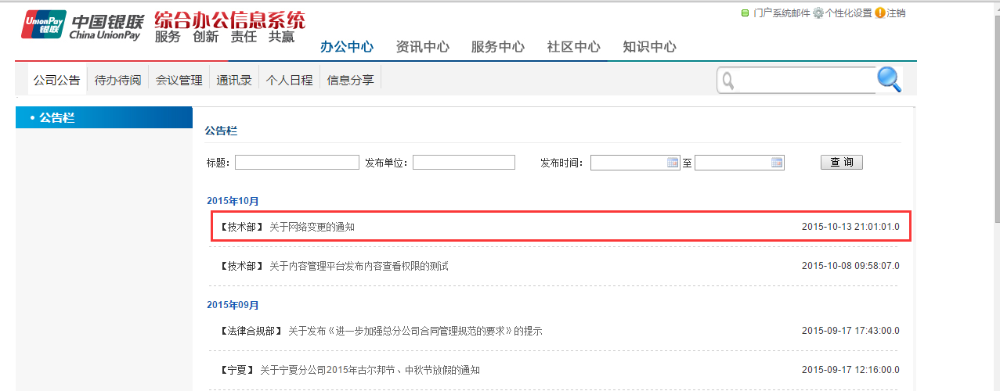 UnionPay 银联 中国银联 China UnionPay
综合办公信息系统
服务 创新 责任 共赢
门户系统邮件 个性化设置 注销
办公中心 资讯中心 服务中心 社区中心 知识中心
公司公告 待办待阅 会议管理 通讯录 个人日程 信息分享
• 公告栏
公告栏
标题: 发布单位: 发布时间: 至 查 询
2015年10月
【技术部】 关于网络变更的通知 2015-10-13 21:01:01.0
【技术部】 关于内容管理平台发布内容查看权限的测试 2015-10-08 09:58:07.0
2015年09月
【法律合规部】 关于发布《进一步加强总分公司合同管理规范的要求》的提示 2015-09-17 17:43:00.0
【宁夏】 关于宁夏分公司2015年古尔邦节、中秋节放假的通知 2015-09-17 12:16:00.0